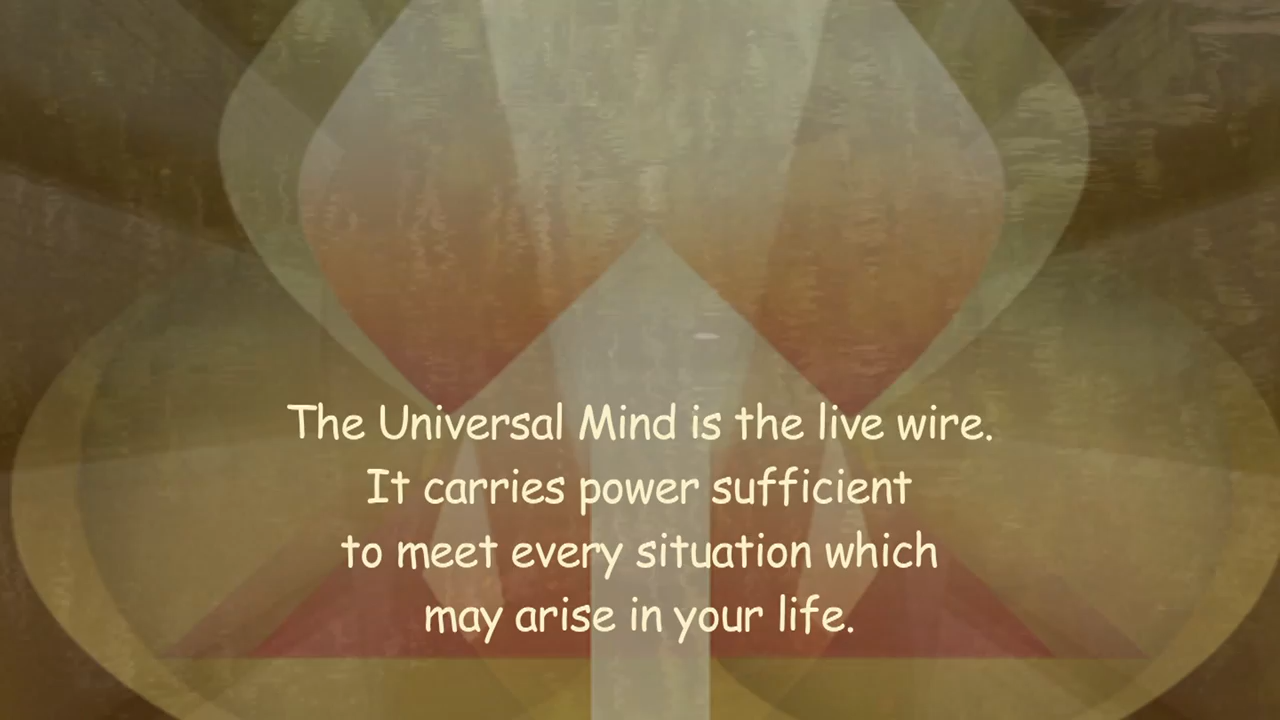 The Universal Mind is the live wire.
It carries power sufficient
to meet every situation which
may arise in your life.